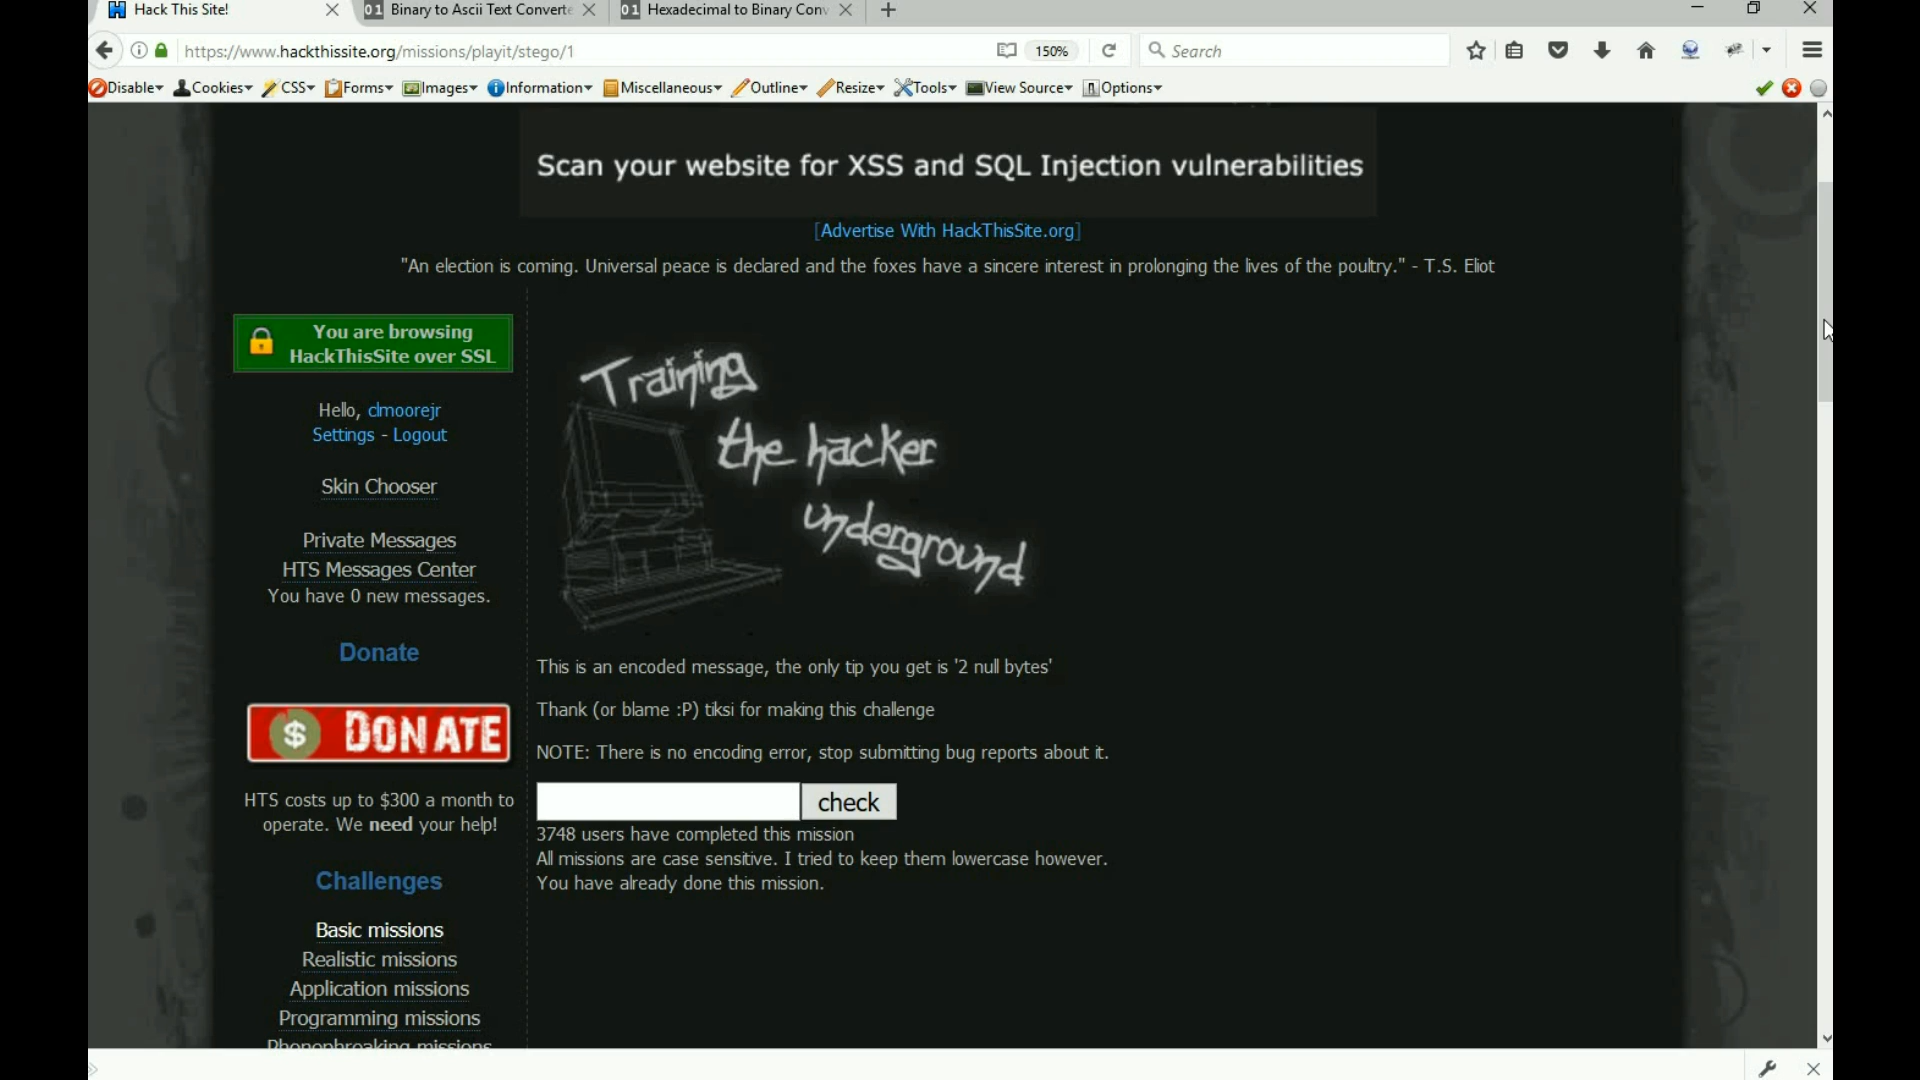 Hack This Site!
Binary to Ascii Text Converte
Hexadecimal to Binary Conv
https://www.hackthissite.org/missions/playit/stego/1
150%
Search
Disable
Cookies
CSS
Forms
Images
Information
Miscellaneous
Outline
Resize
Tools
View Source
Options
Scan your website for XSS and SQL Injection vulnerabilities
[Advertise With HackThisSite.org]
"An election is coming. Universal peace is declared and the foxes have a sincere interest in prolonging the lives of the poultry." - T.S. Eliot
You are browsing
HackThisSite over SSL
Hello, clmoorejr
Settings - Logout
Skin Chooser
Private Messages
HTS Messages Center
You have 0 new messages.
Donate
$ DONATE
HTS costs up to $300 a month to
operate. We need your help!
Challenges
Basic missions
Realistic missions
Application missions
Programming missions
Phonephreaking missions
Training
the hacker
underground
This is an encoded message, the only tip you get is '2 null bytes'
Thank (or blame :P) tiksi for making this challenge
NOTE: There is no encoding error, stop submitting bug reports about it.
check
3748 users have completed this mission
All missions are case sensitive. I tried to keep them lowercase however.
You have already done this mission.